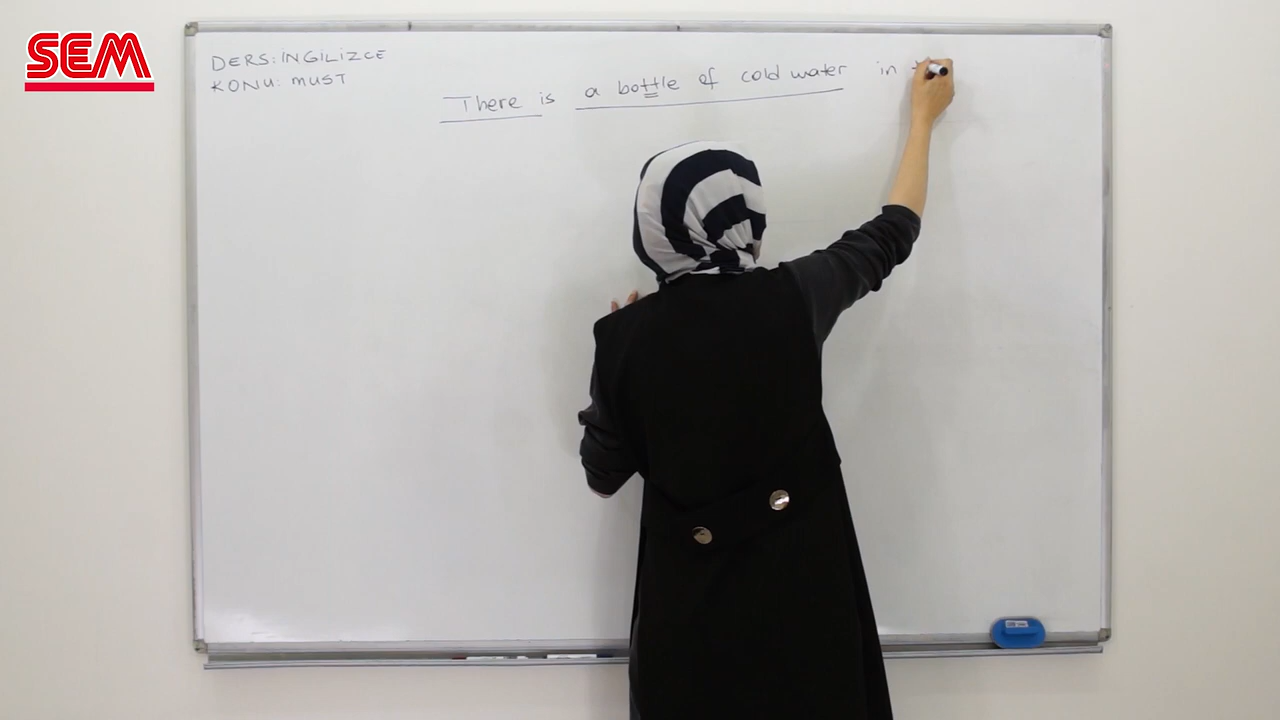 SEM
DERS: İNGİLİZCE
KONU: MUST
There is a bottle of cold water in